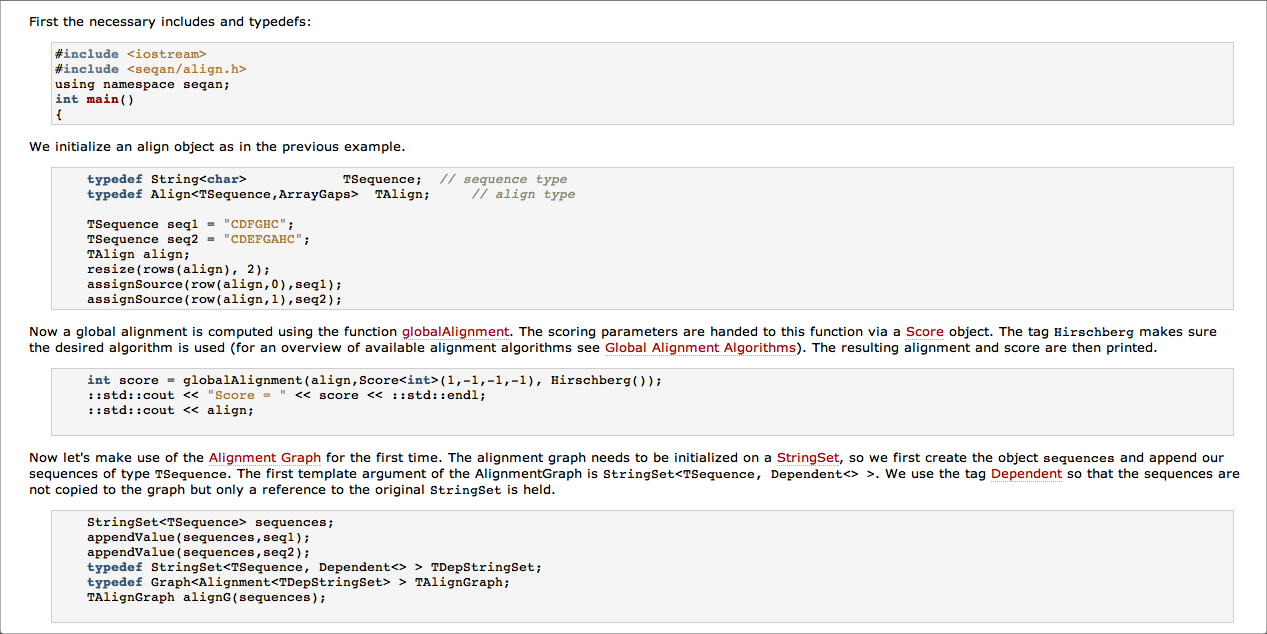 First the necessary includes and typedefs:
#include <iostream>
#include <seqan/align.h>
using namespace seqan;
int main()
{
We initialize an align object as in the previous example.
typedef String<char>            TSequence;  // sequence type
typedef Align<TSequence,ArrayGaps>  TAlign;     // align type
TSequence seq1 = "CDFGHC";
TSequence seq2 = "CDEFGAHC";
TAlign align;
resize(rows(align), 2);
assignSource(row(align,0),seq1);
assignSource(row(align,1),seq2);
Now a global alignment is computed using the function globalAlignment. The scoring parameters are handed to this function via a Score object. The tag Hirschberg makes sure
the desired algorithm is used (for an overview of available alignment algorithms see Global Alignment Algorithms). The resulting alignment and score are then printed.
int score = globalAlignment(align,Score<int>(1,-1,-1,-1), Hirschberg());
::std::cout << "Score = " << score << ::std::endl;
::std::cout << align;
Now let's make use of the Alignment Graph for the first time. The alignment graph needs to be initialized on a StringSet, so we first create the object sequences and append our
sequences of type TSequence. The first template argument of the AlignmentGraph is StringSet<TSequence, Dependent<> >. We use the tag Dependent so that the sequences are
not copied to the graph but only a reference to the original StringSet is held.
StringSet<TSequence> sequences;
appendValue(sequences,seq1);
appendValue(sequences,seq2);
typedef StringSet<TSequence, Dependent<> > TDepStringSet;
typedef Graph<Alignment<TDepStringSet> > TAlignGraph;
TAlignGraph alignG(sequences);